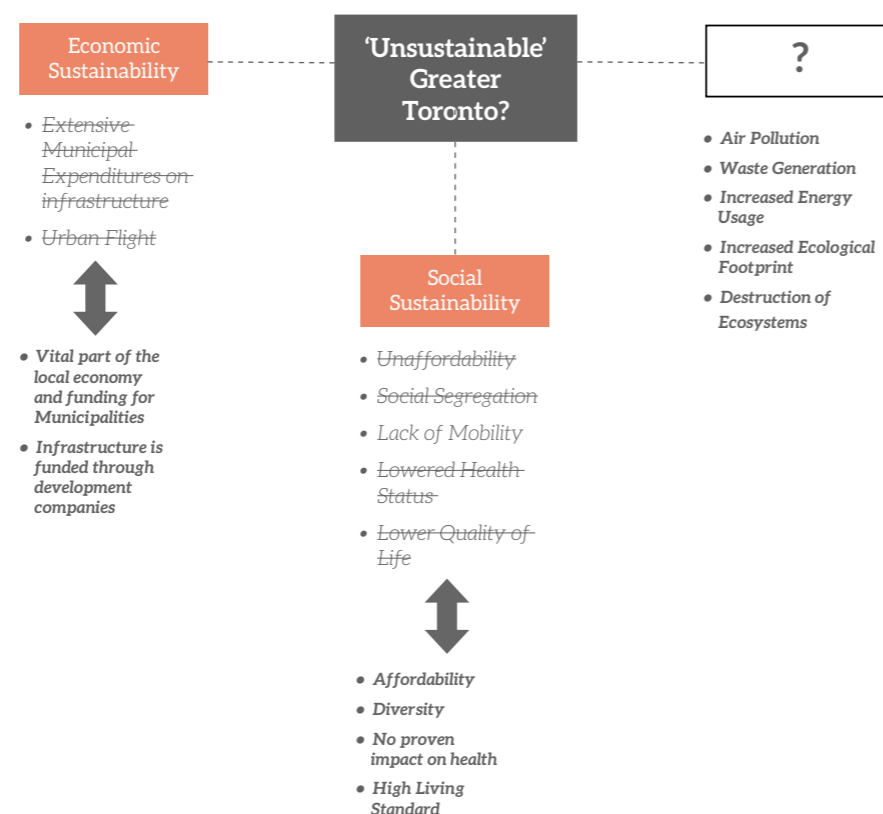 Economic
Sustainability
• Extensive
Municipal
Expenditures on
infrastructure
• Urban Flight
• Vital part of the
local economy
and funding for
Municipalities
• Infrastructure is
funded through
development
companies
‘Unsustainable’
Greater
Toronto?
Social
Sustainability
• Unaffordability
• Social Segregation
• Lack of Mobility
• Lowered Health
Status
• Lower Quality of
Life
• Affordability
• Diversity
• No proven
impact on health
• High Living
Standard
?
• Air Pollution
• Waste Generation
• Increased Energy
Usage
• Increased Ecological
Footprint
• Destruction of
Ecosystems